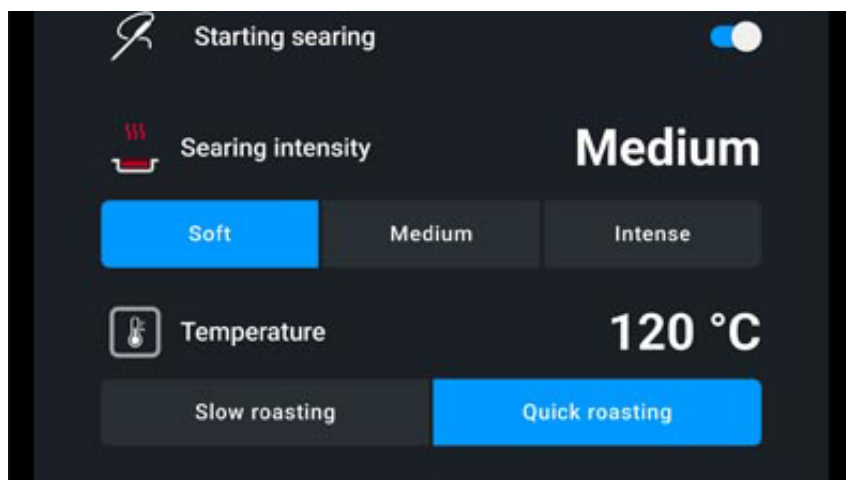 Starting searing
Searing intensity Medium
Soft Medium Intense
Temperature 120 °C
Slow roasting Quick roasting